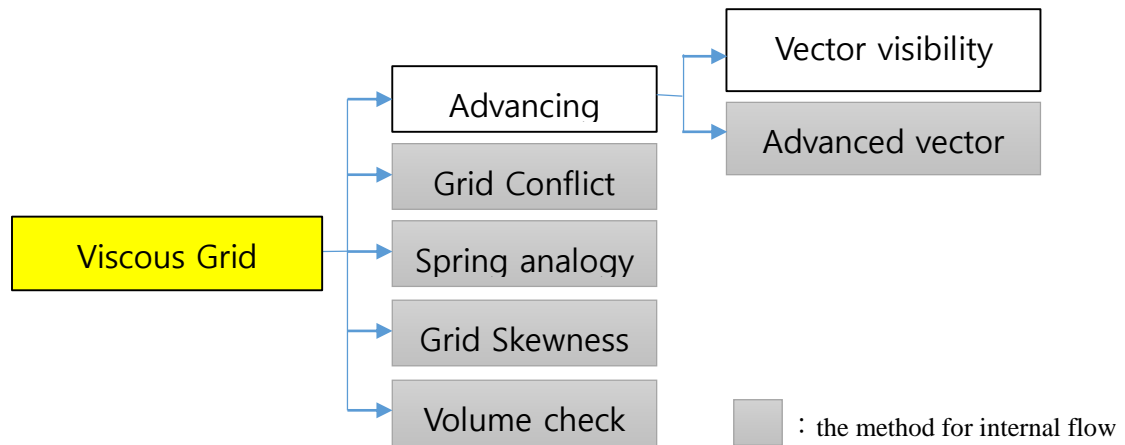 Vector visibility
Advancing
Advanced vector
Grid Conflict
Viscous Grid
Spring analogy
Grid Skewness
Volume check
: the method for internal flow